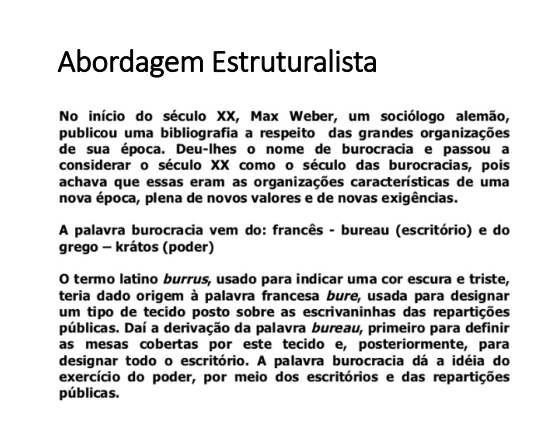 Abordagem Estruturalista
No início do século XX, Max Weber, um sociólogo alemão,
publicou uma bibliografia a respeito das grandes organizações
de sua época. Deu-lhes o nome de burocracia e passou a
considerar o século XX como o século das burocracias, pois
achava que essas eram as organizações características de uma
nova época, plena de novos valores e de novas exigências.
A palavra burocracia vem do: francês - bureau (escritório) e do
grego – krátos (poder)
O termo latino burrus, usado para indicar uma cor escura e triste,
teria dado origem à palavra francesa bure, usada para designar
um tipo de tecido posto sobre as escrivaninhas das repartições
públicas. Daí a derivação da palavra bureau, primeiro para definir
as mesas cobertas por este tecido e, posteriormente, para
designar todo o escritório. A palavra burocracia dá a idéia do
exercício do poder, por meio dos escritórios e das repartições
públicas.